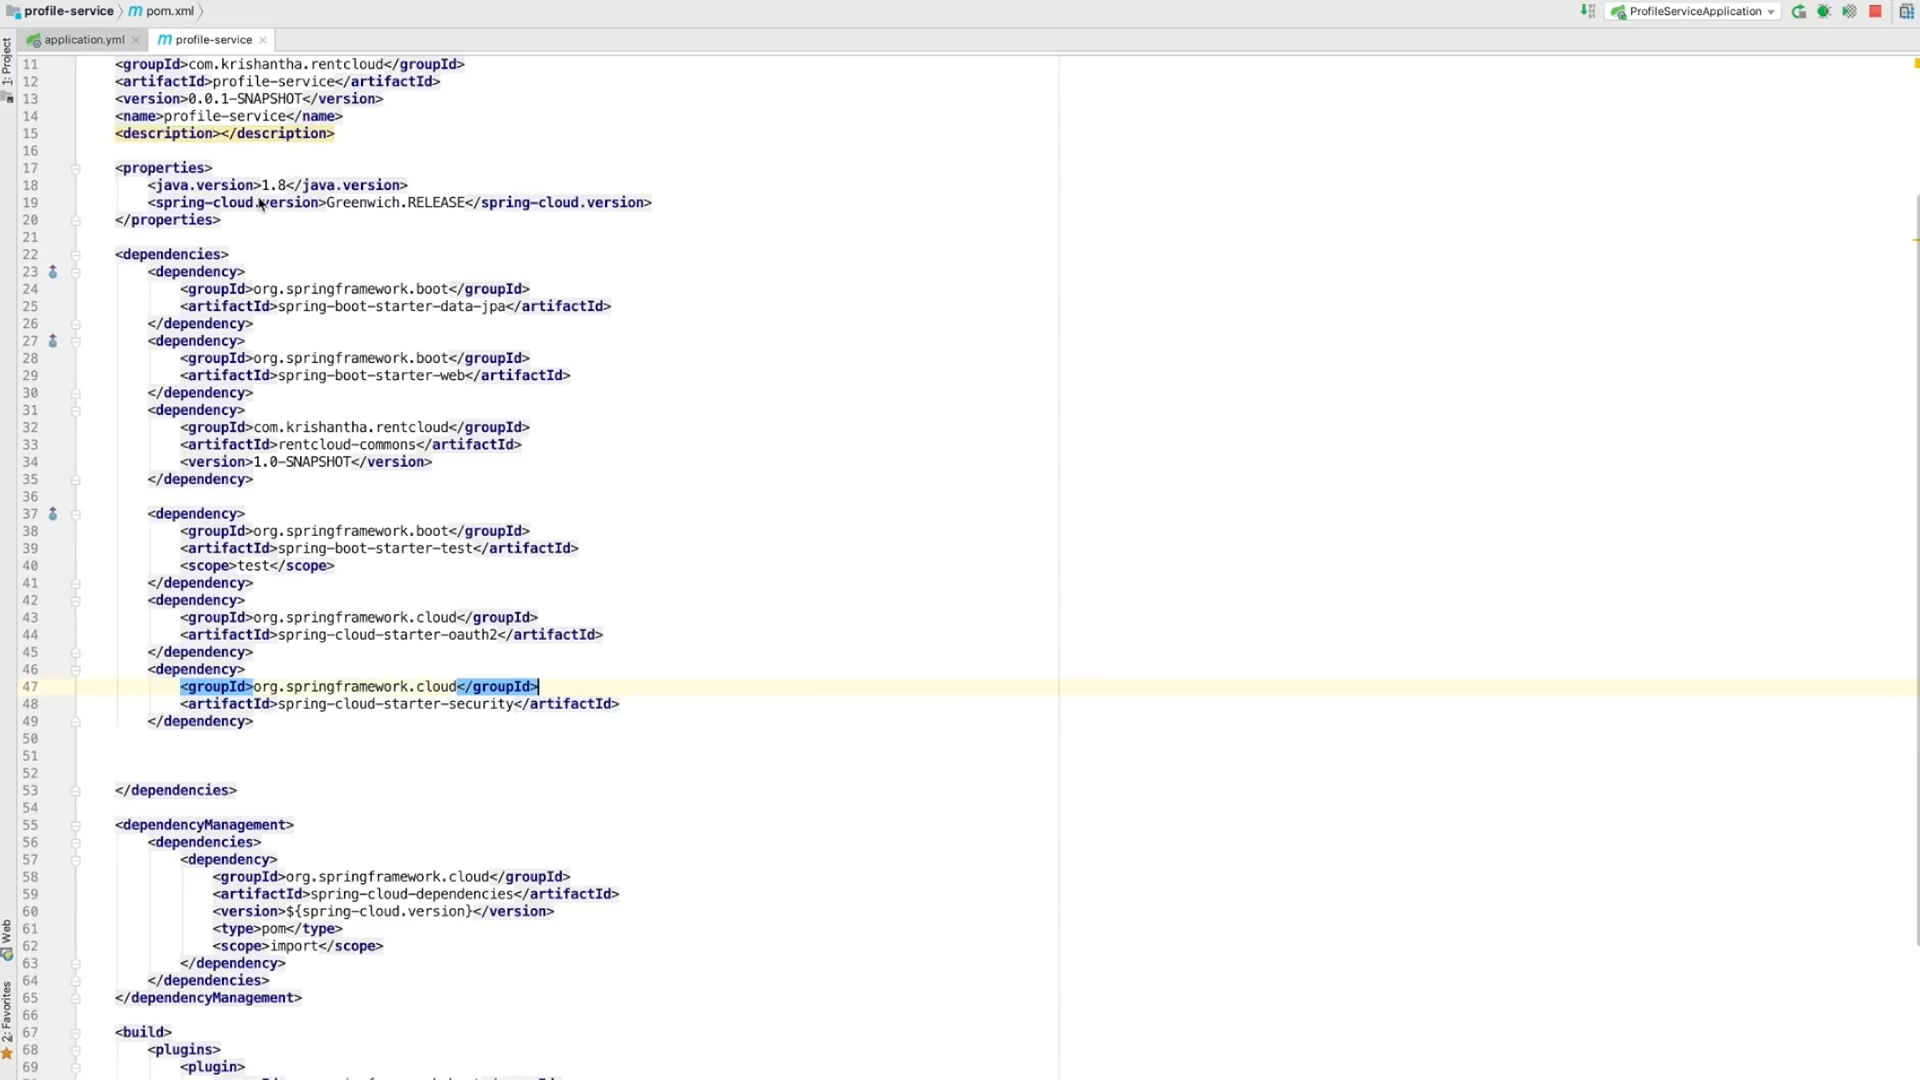 profile-service
pom.xml
ProfileServiceApplication
1: Project
application.yml
profile-service
11 <groupId>com.krishantha.rentcloud</groupId>
12 <artifactId>profile-service</artifactId>
13 <version>0.0.1-SNAPSHOT</version>
14 <name>profile-service</name>
15 <description></description>
16
17 <properties>
18 <java.version>1.8</java.version>
19 <spring-cloud.version>Greenwich.RELEASE</spring-cloud.version>
20 </properties>
21
22 <dependencies>
23 <dependency>
24 <groupId>org.springframework.boot</groupId>
25 <artifactId>spring-boot-starter-data-jpa</artifactId>
26 </dependency>
27 <dependency>
28 <groupId>org.springframework.boot</groupId>
29 <artifactId>spring-boot-starter-web</artifactId>
30 </dependency>
31 <dependency>
32 <groupId>com.krishantha.rentcloud</groupId>
33 <artifactId>rentcloud-commons</artifactId>
34 <version>1.0-SNAPSHOT</version>
35 </dependency>
36
37 <dependency>
38 <groupId>org.springframework.boot</groupId>
39 <artifactId>spring-boot-starter-test</artifactId>
40 <scope>test</scope>
41 </dependency>
42 <dependency>
43 <groupId>org.springframework.cloud</groupId>
44 <artifactId>spring-cloud-starter-oauth2</artifactId>
45 </dependency>
46 <dependency>
47 <groupId>org.springframework.cloud</groupId>
48 <artifactId>spring-cloud-starter-security</artifactId>
49 </dependency>
50
51
52
53 </dependencies>
54
55 <dependencyManagement>
56 <dependencies>
57 <dependency>
58 <groupId>org.springframework.cloud</groupId>
59 <artifactId>spring-cloud-dependencies</artifactId>
60 <version>${spring-cloud.version}</version>
61 <type>pom</type>
62 <scope>import</scope>
63 </dependency>
64 </dependencies>
65 </dependencyManagement>
66
67 <build>
68 <plugins>
69 <plugin>
Web
2: Favorites